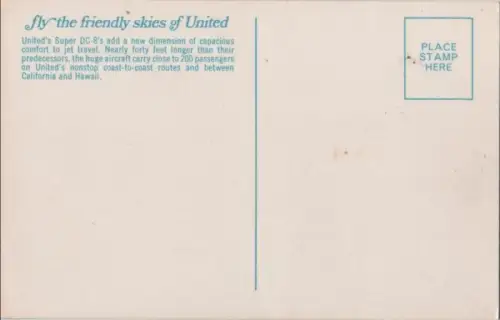 fly the friendly skies of United
United's Super DC-8's add a new dimension of capacious
comfort to jet travel. Nearly forty feet longer than their
predecessors, the huge aircraft carry close to 200 passengers
on United's nonstop coast-to-coast routes and between
California and Hawaii.
PLACE
STAMP
HERE